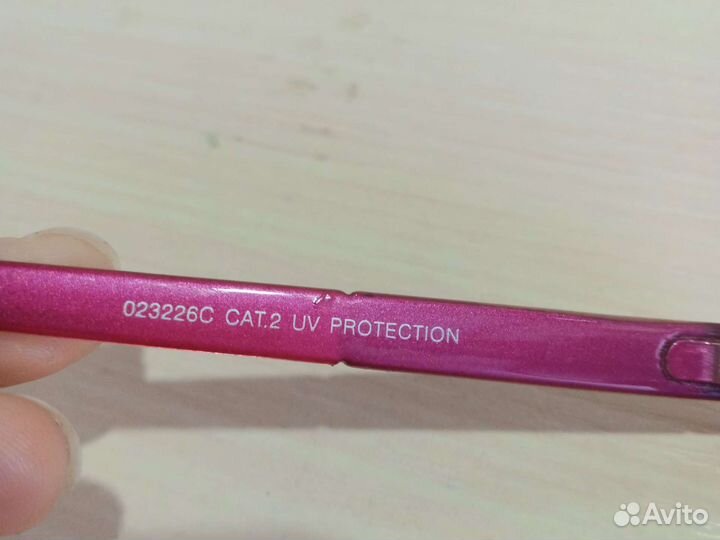 023226C CAT.2 UV PROTECTION
Avito